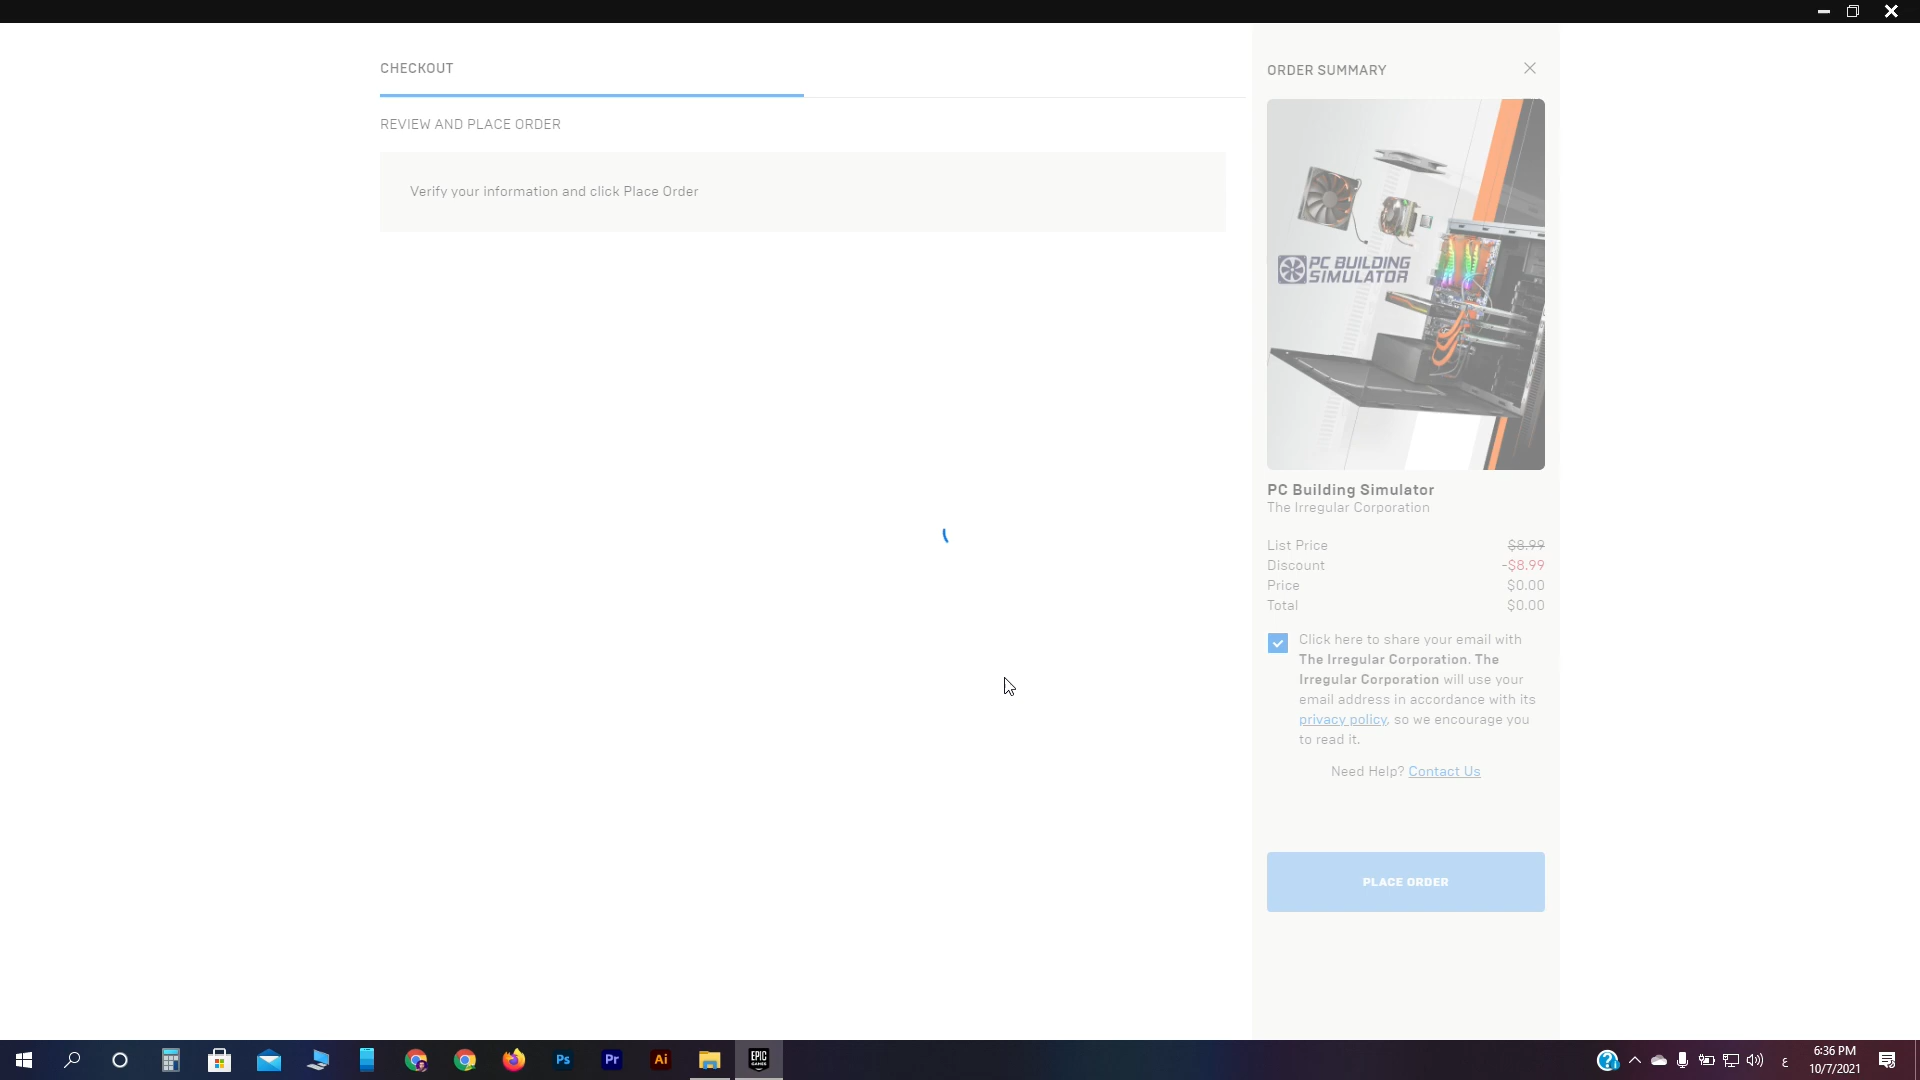 CHECKOUT
REVIEW AND PLACE ORDER
Verify your information and click Place Order
ORDER SUMMARY
PC BUILDING
SIMULATOR
PC Building Simulator
The Irregular Corporation
List Price $8.99
Discount -$8.99
Price $0.00
Total $0.00
Click here to share your email with
The Irregular Corporation. The
Irregular Corporation will use your
email address in accordance with its
privacy policy, so we encourage you
to read it.
Need Help? Contact Us
PLACE ORDER
Ps
Pr
Ai
EPIC
GAMES
ع
6:36 PM
10/7/2021